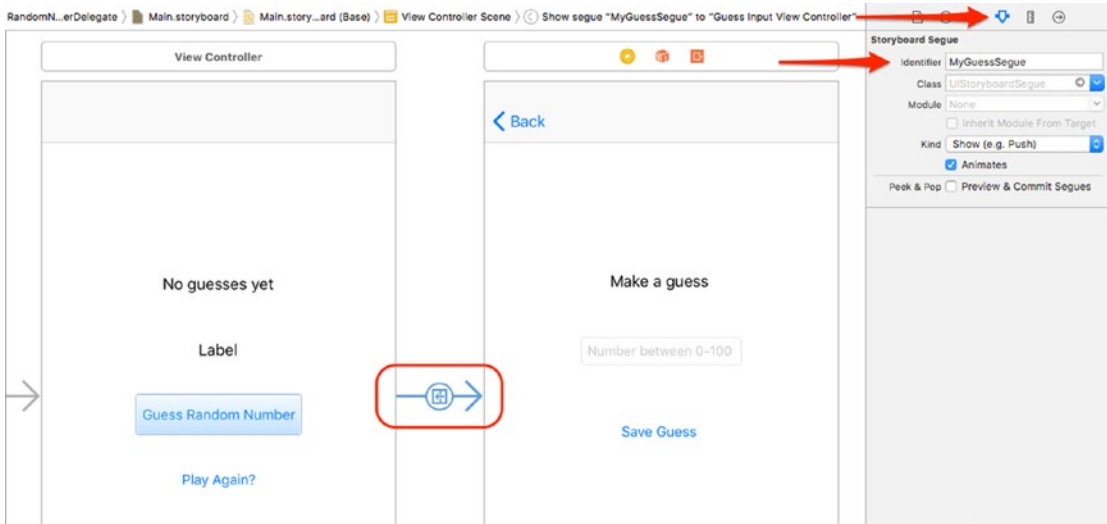 RandomN...erDelegate 〉 Main.storyboard 〉 Main.story...ard (Base) 〉 View Controller Scene 〉 Show segue "MyGuessSegue" to "Guess Input View Controller"
Storyboard Segue
View Controller
Identifier MyGuessSegue
Class UIStoryboardSegue
Module None
Inherit Module From Target
Back
Kind Show (e.g. Push)
Animates
Peek & Pop Preview & Commit Segues
No guesses yet
Make a guess
Label
Number between 0-100
Guess Random Number
Save Guess
Play Again?